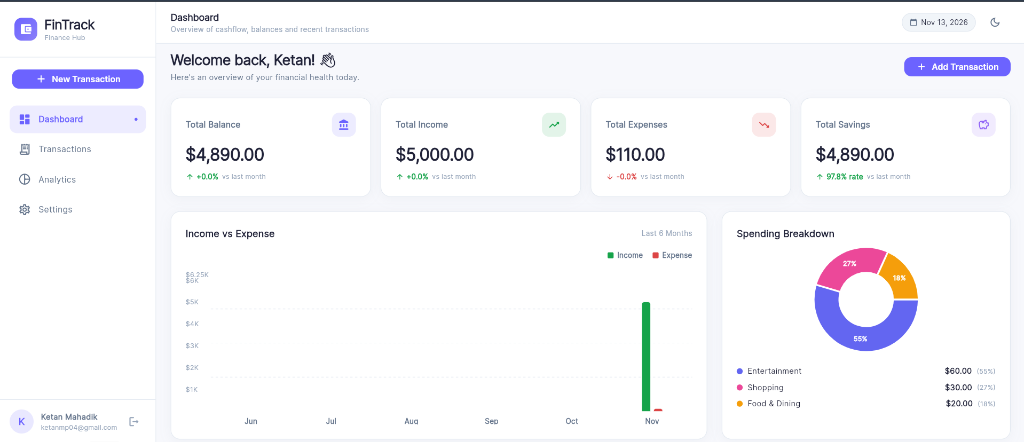 FinTrack
Finance Hub
+ New Transaction
Dashboard
Transactions
Analytics
Settings
K
Ketan Mahadik
ketanmp04@gmail.com
Dashboard
Overview of cashflow, balances and recent transactions
Nov 13, 2026
Welcome back, Ketan! 👋
Here's an overview of your financial health today.
+ Add Transaction
Total Balance
$4,890.00
↑ +0.0% vs last month
Total Income
$5,000.00
↑ +0.0% vs last month
Total Expenses
$110.00
↓ -0.0% vs last month
Total Savings
$4,890.00
↑ 97.8% rate vs last month
Income vs Expense
Last 6 Months
Income Expense
$6.25K
$6K
$5K
$4K
$3K
$2K
$1K
Jun Jul Aug Sep Oct Nov
Spending Breakdown
27%
18%
55%
Entertainment $60.00 (55%)
Shopping $30.00 (27%)
Food & Dining $20.00 (18%)